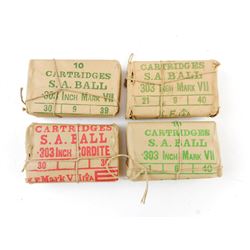 10
CARTRIDGES
S.A. BALL
.303 INCH MARK VII
30 9 39
CARTRIDGES
S.A. BALL
.303 INCH MARK VII
21 9 40
CARTRIDGES
S.A. BALL
.303 INCH CORDITE
30
MARK V
CARTRIDGES
S.A. BALL
.303 INCH MARK VII
9 40